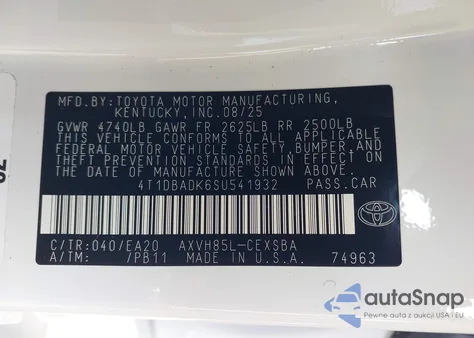 MFD.BY:TOYOTA MOTOR MANUFACTURING,
KENTUCKY,INC.08/25
GVWR 4740LB GAWR FR 2625LB RR 2500LB
THIS VEHICLE CONFORMS TO ALL APPLICABLE
FEDERAL MOTOR VEHICLE SAFETY,BUMPER,AND
THEFT PREVENTION STANDARDS IN EFFECT ON
THE DATE OF MANUFACTURE SHOWN ABOVE.
4T1DBADK6SU541932 PASS.CAR
C/TR:040/EA20 AXVH85L-CEXSBA
A/TM: /PB11 MADE IN U.S.A. 74963
TOYOTA
autoSnap
Pewne auta z aukcji USA i EU